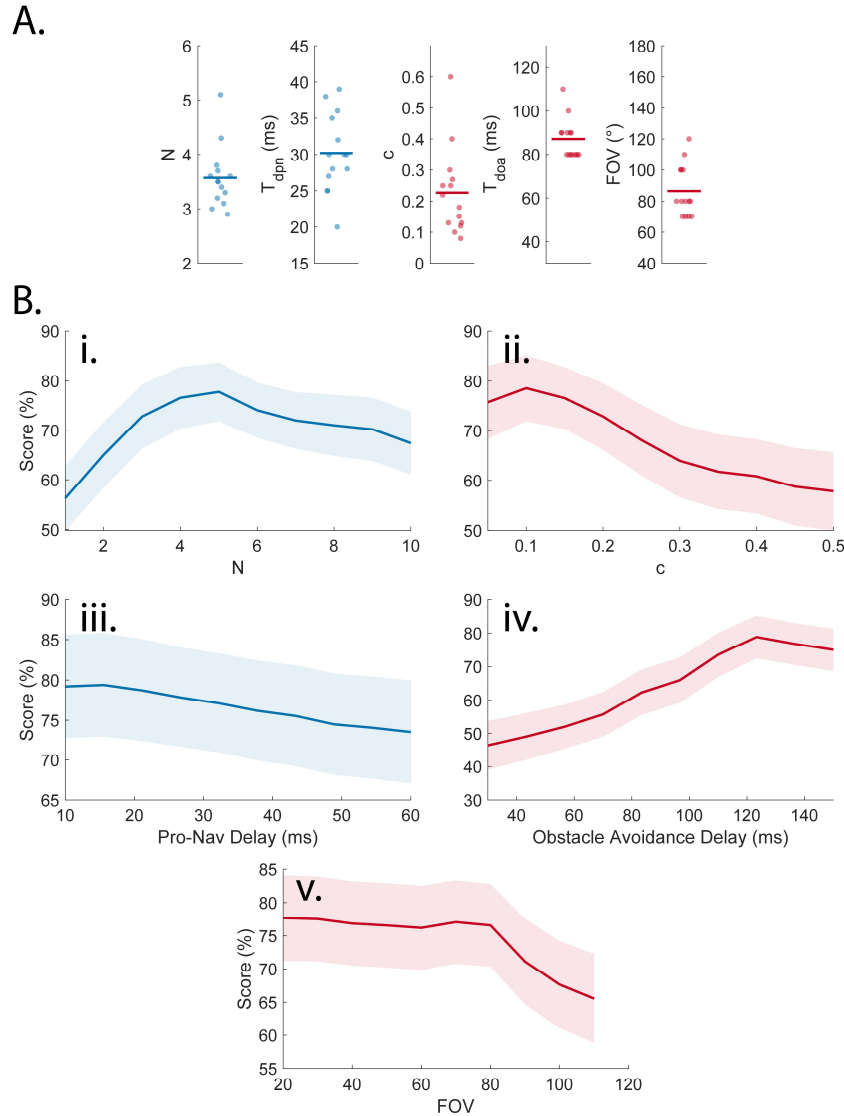 A.
N
6
5
4
3
2
T_dpn (ms)
45
40
35
30
25
20
15
c
0.6
0.5
0.4
0.3
0.2
0.1
0
T_doa (ms)
120
100
80
60
40
FOV (°)
180
160
140
120
100
80
60
40
B.
i.
Score (%)
90
80
70
60
50
2 4 6 8 10
N
ii.
90
80
70
60
50
0.1 0.2 0.3 0.4 0.5
c
iii.
Score (%)
90
85
80
75
70
65
10 20 30 40 50 60
Pro-Nav Delay (ms)
iv.
90
80
70
60
50
40
30
40 60 80 100 120 140
Obstacle Avoidance Delay (ms)
v.
Score (%)
85
80
75
70
65
60
55
20 40 60 80 100 120
FOV